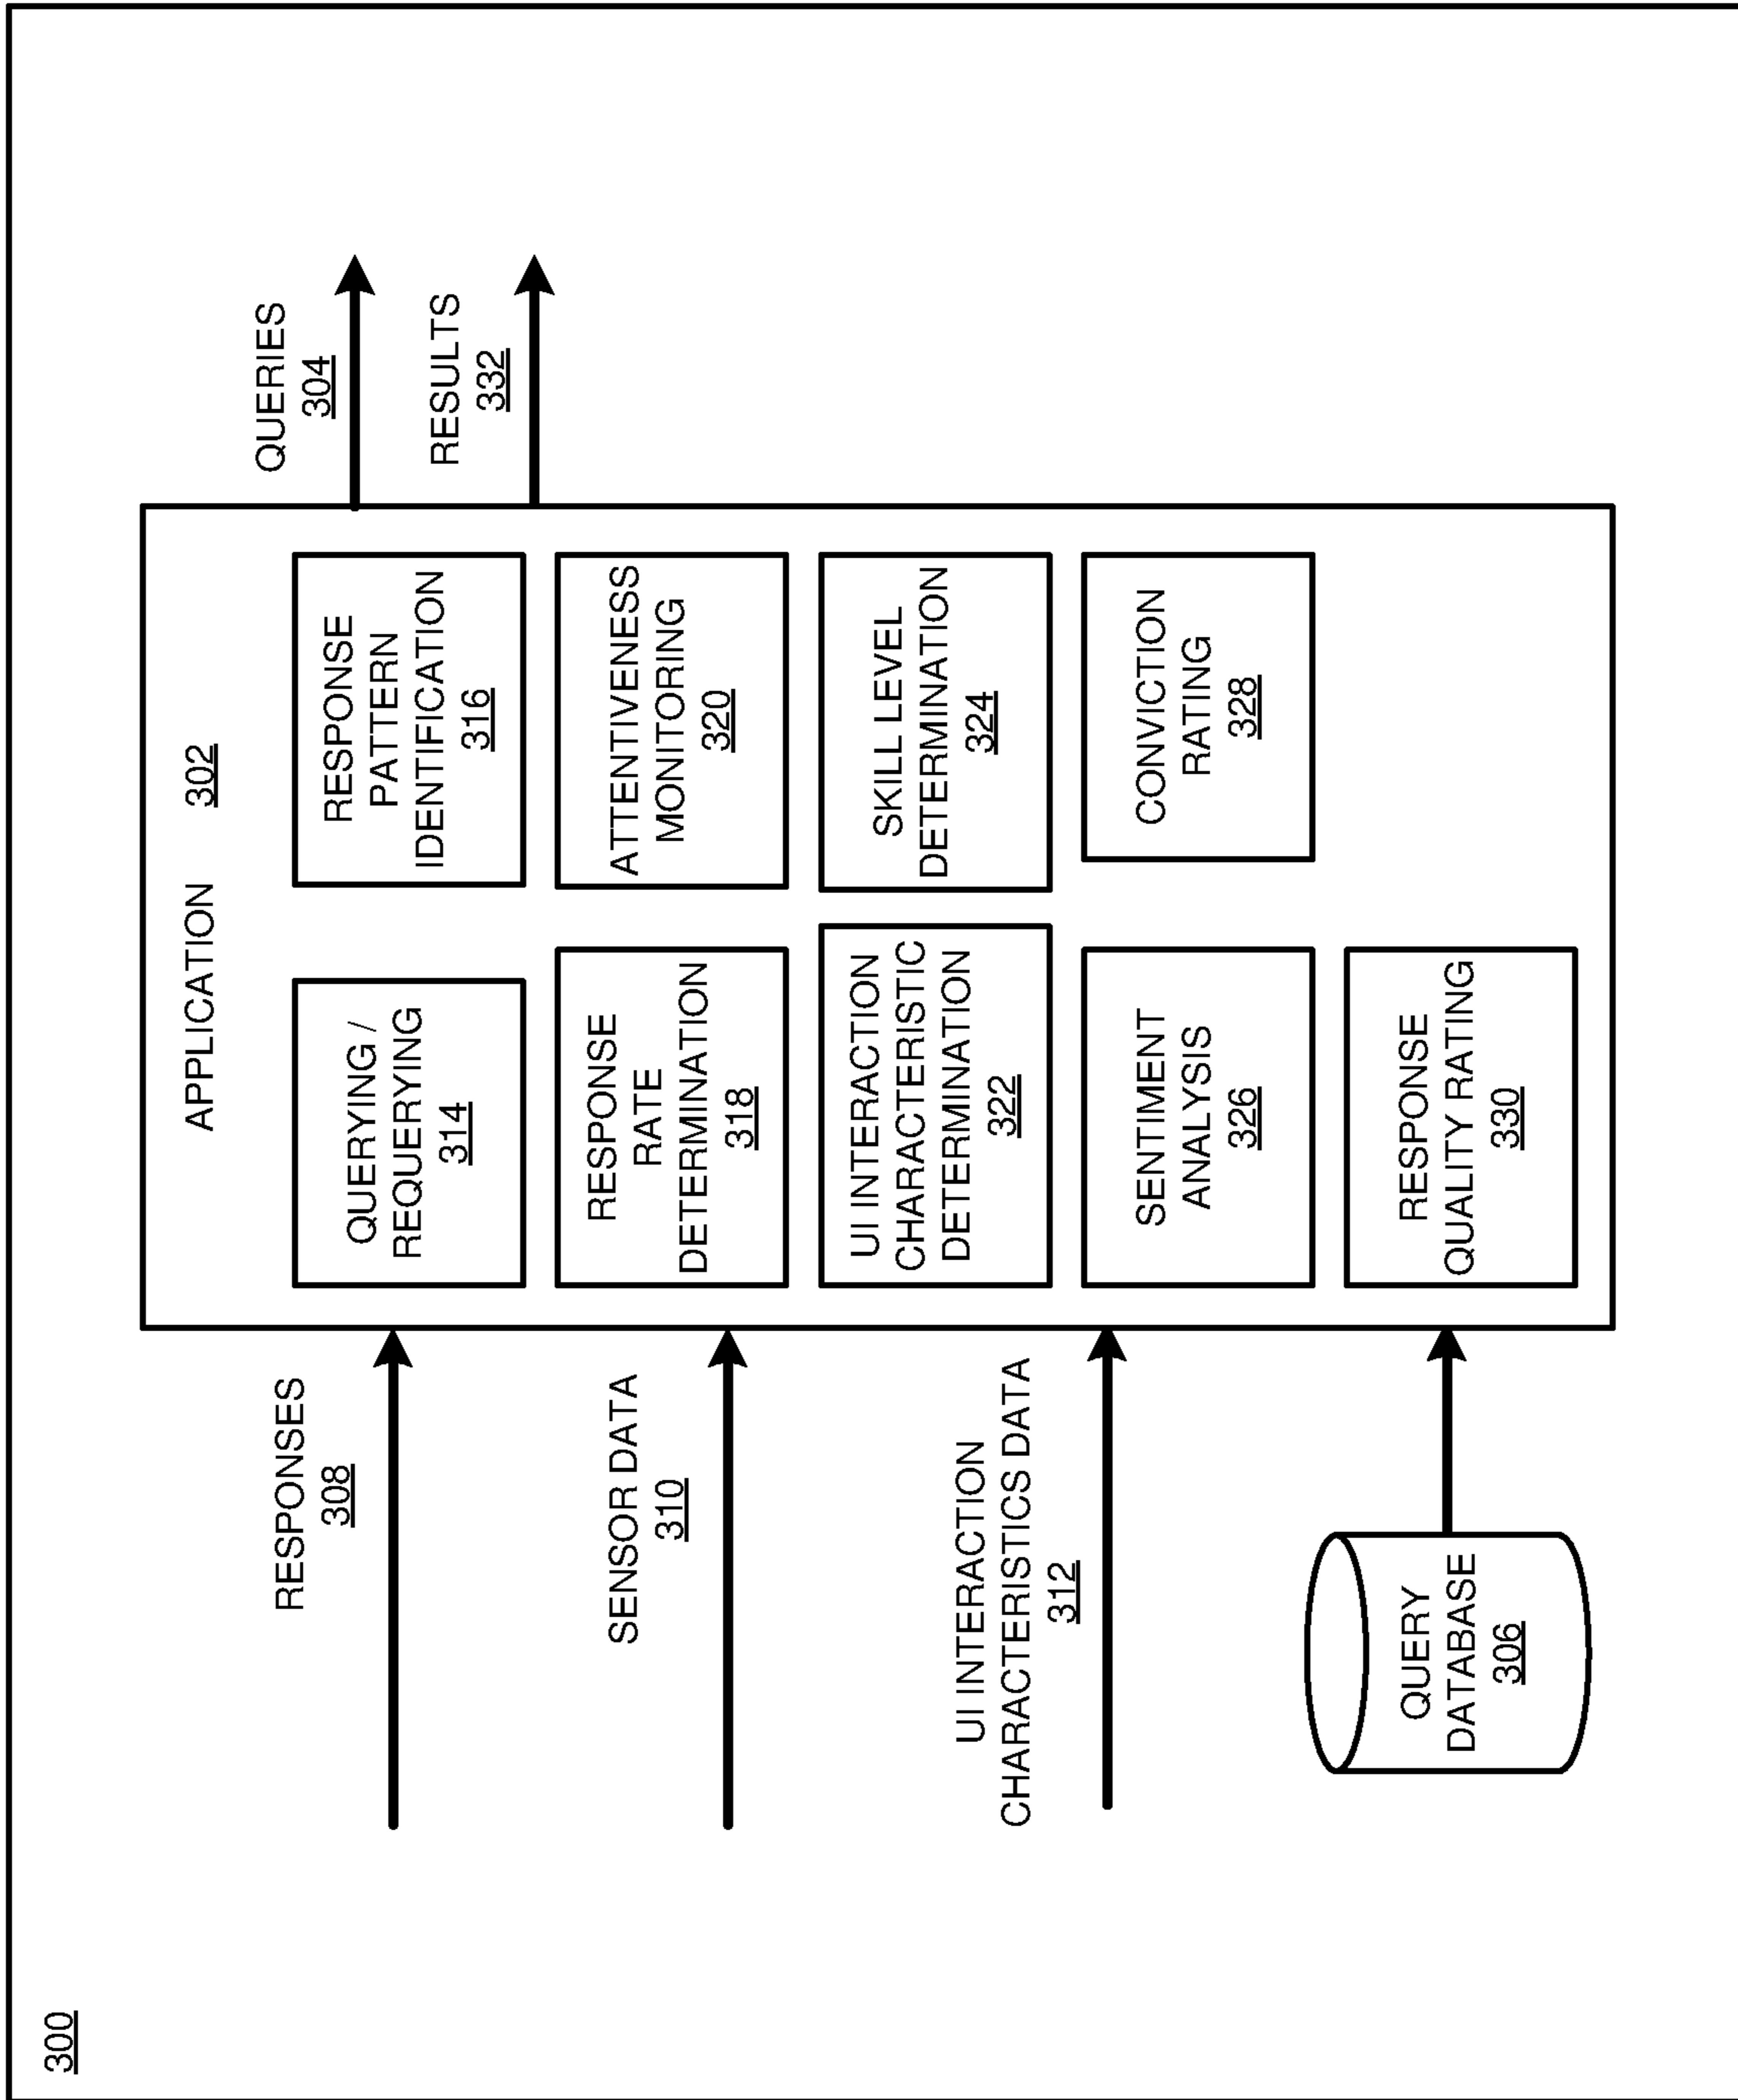 300
APPLICATION 302
RESPONSES
308
SENSOR DATA
310
UI INTERACTION
CHARACTERISTICS DATA
312
QUERY
DATABASE
306
QUERYING /
REQUERYING
314
RESPONSE
PATTERN
IDENTIFICATION
316
RESPONSE
RATE
DETERMINATION
318
ATTENTIVENESS
MONITORING
320
UI INTERACTION
CHARACTERISTIC
DETERMINATION
322
SKILL LEVEL
DETERMINATION
324
SENTIMENT
ANALYSIS
326
CONVICTION
RATING
328
RESPONSE
QUALITY RATING
330
QUERIES
304
RESULTS
332